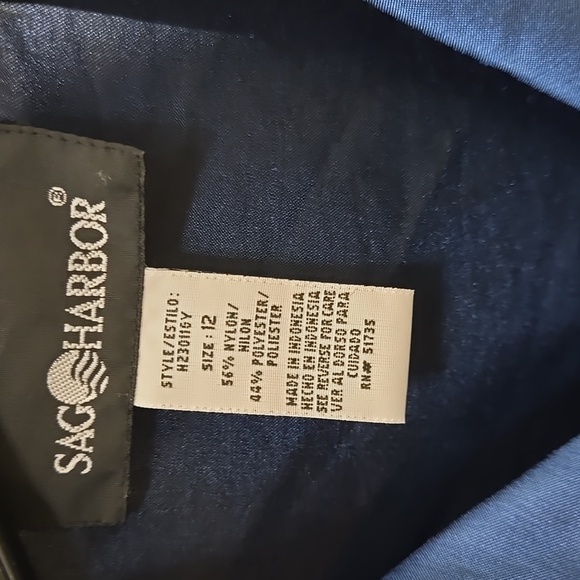 SAG HARBOR®
STYLE/ESTILO:
H230116Y
SIZE: 12
56% NYLON/
NILON
44% POLYESTER/
POLIESTER
MADE IN INDONESIA
HECHO EN INDONESIA
SEE REVERSE FOR CARE
VER AL DORSO PARA
CUIDADO
RN# 51735